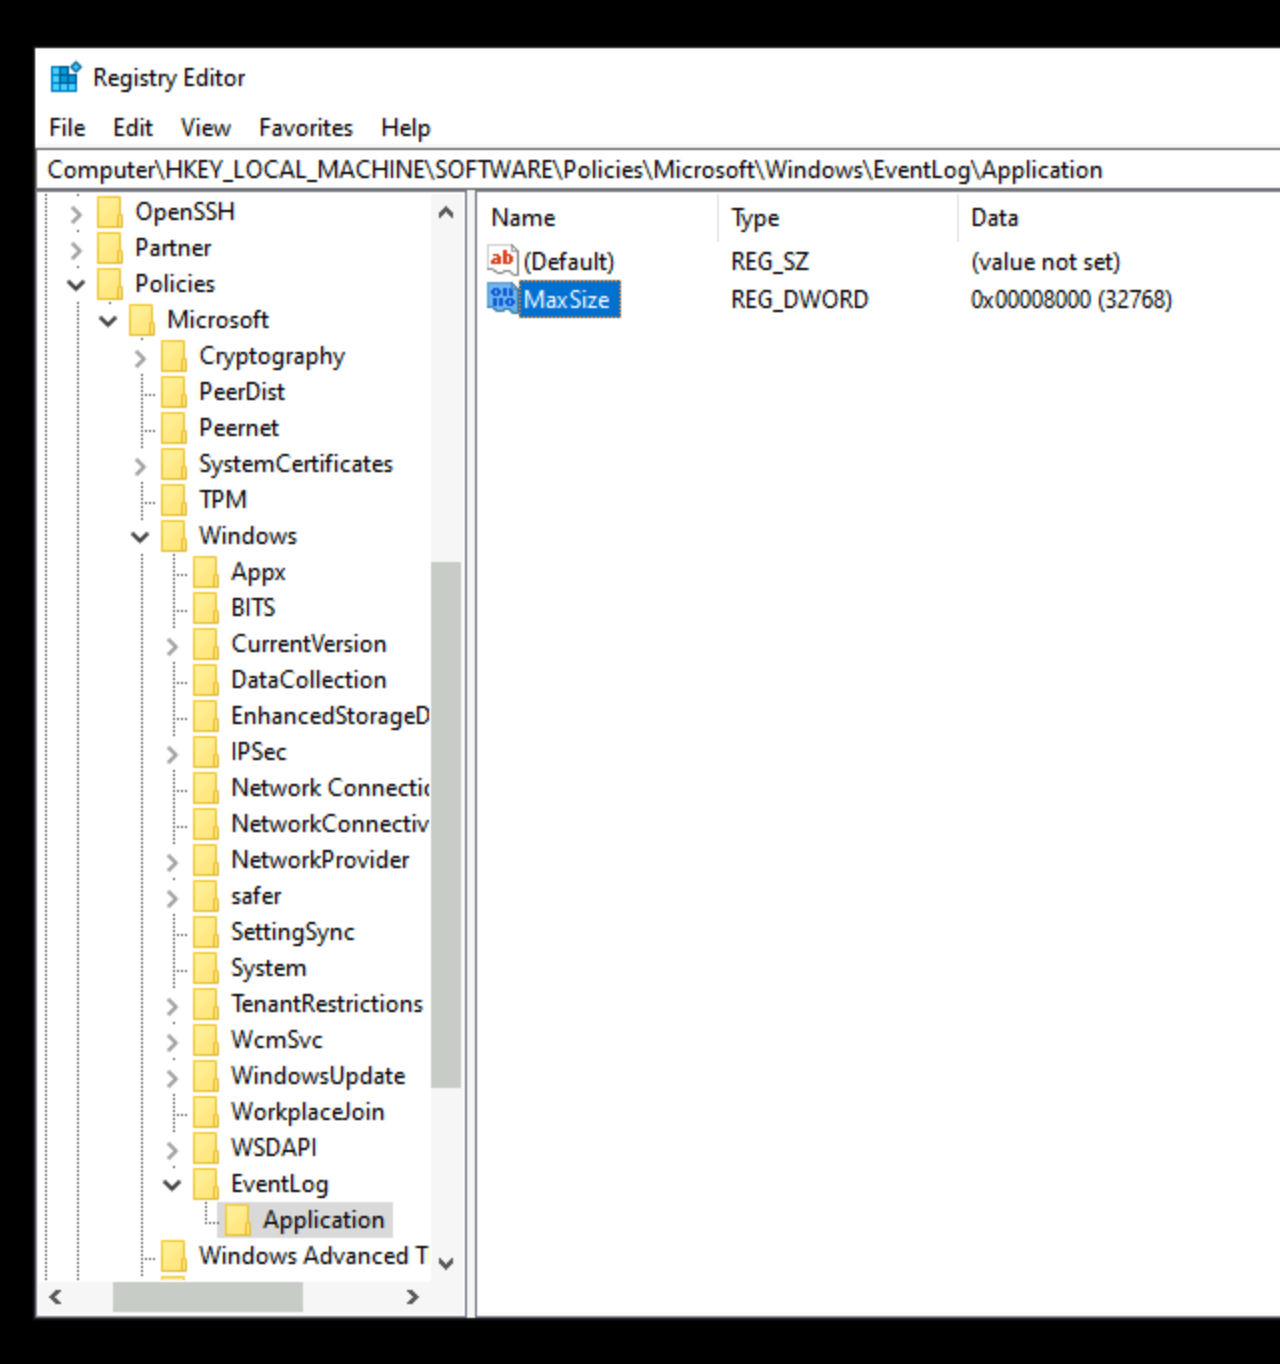 Registry Editor
File Edit View Favorites Help
Computer\HKEY_LOCAL_MACHINE\SOFTWARE\Policies\Microsoft\Windows\EventLog\Application
OpenSSH
Partner
Policies
Microsoft
Cryptography
PeerDist
Peernet
SystemCertificates
TPM
Windows
Appx
BITS
CurrentVersion
DataCollection
EnhancedStorageD
IPSec
Network Connectio
NetworkConnectiv
NetworkProvider
safer
SettingSync
System
TenantRestrictions
WcmSvc
WindowsUpdate
WorkplaceJoin
WSDAPI
EventLog
Application
Windows Advanced T
Name Type Data
(Default) REG_SZ (value not set)
MaxSize REG_DWORD 0x00008000 (32768)